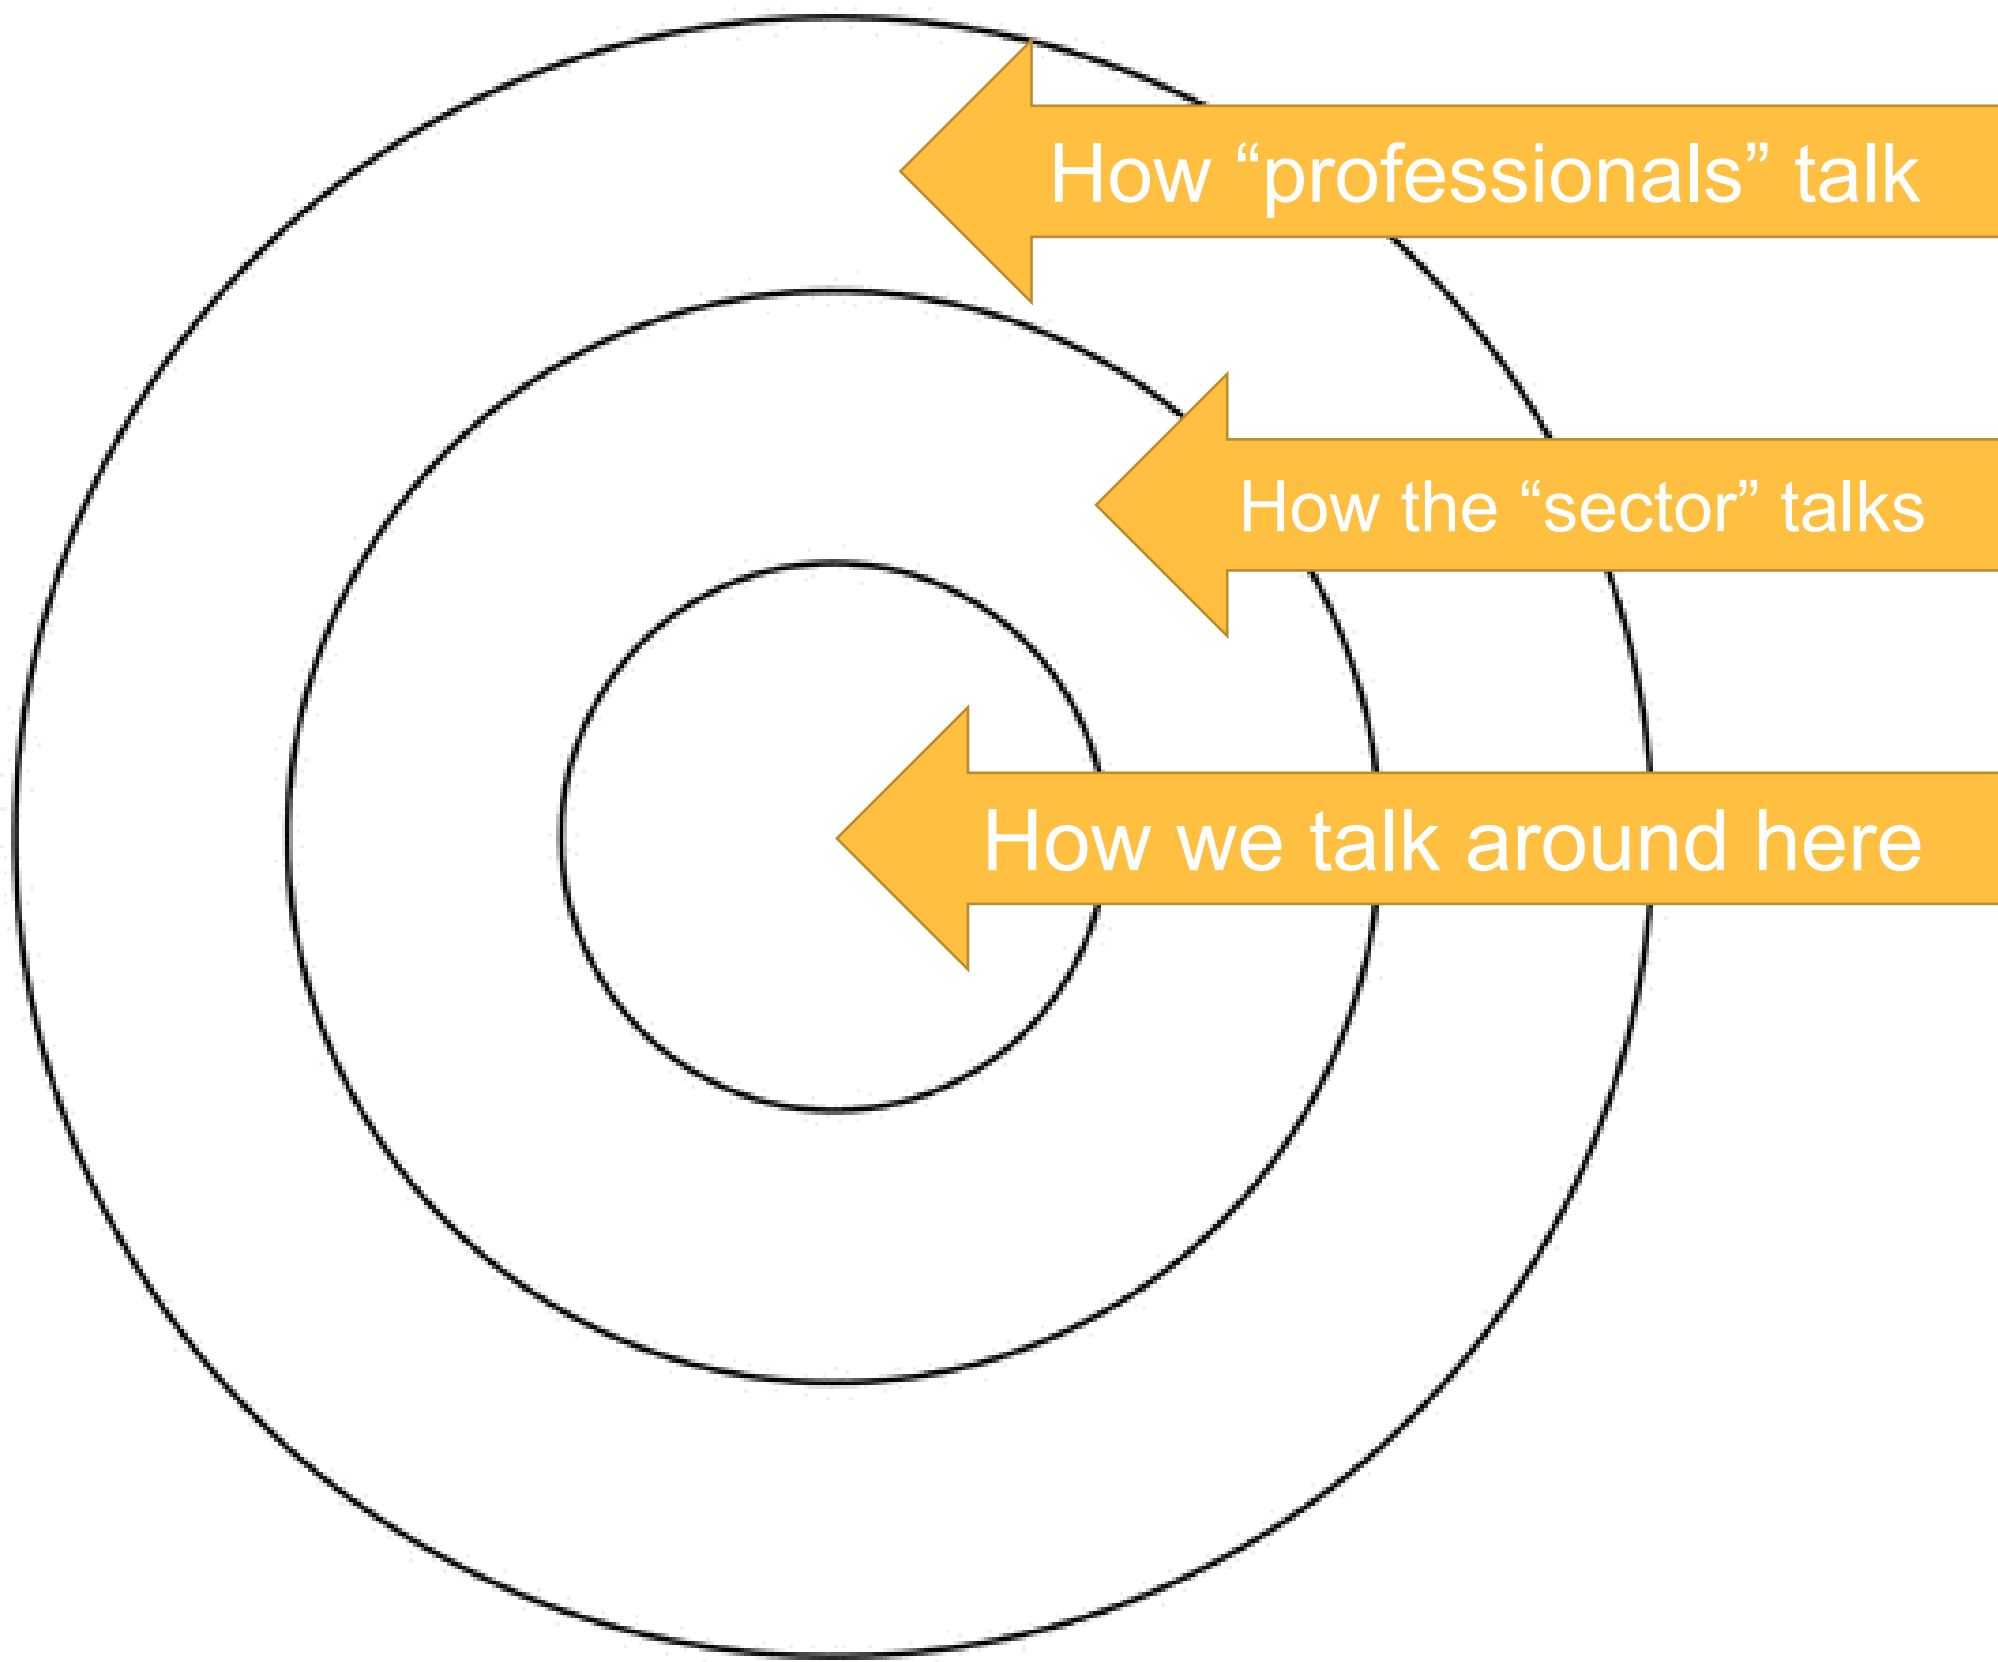 How “professionals” talk
How the “sector” talks
How we talk around here